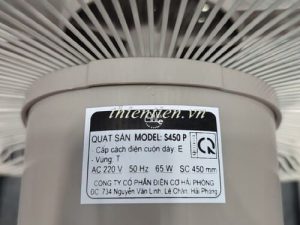 thientien.vn
QUẠT SÀN MODEL: S450 P
- Cấp cách điện cuộn dây: E
- Vùng: T
AC 220 V 50 Hz 65 W SC 450 mm
CÔNG TY CỔ PHẦN ĐIỆN CƠ HẢI PHÒNG
ĐC: 734 Nguyễn Văn Linh, Lê Chân, Hải Phòng